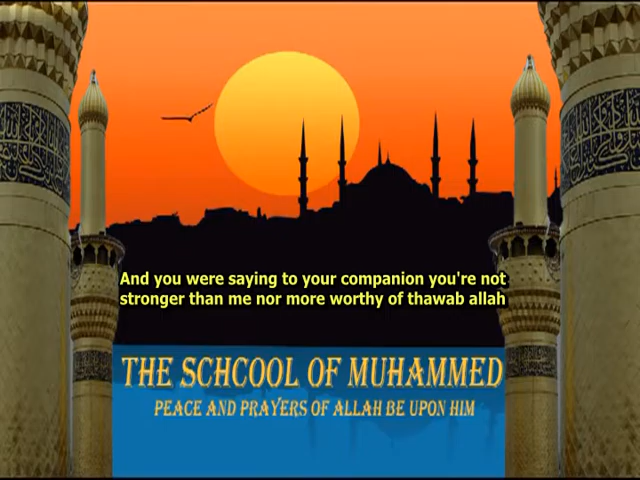 And you were saying to your companion you're not
stronger than me nor more worthy of thawab allah
THE SCHCOOL OF MUHAMMED
PEACE AND PRAYERS OF ALLAH BE UPON HIM